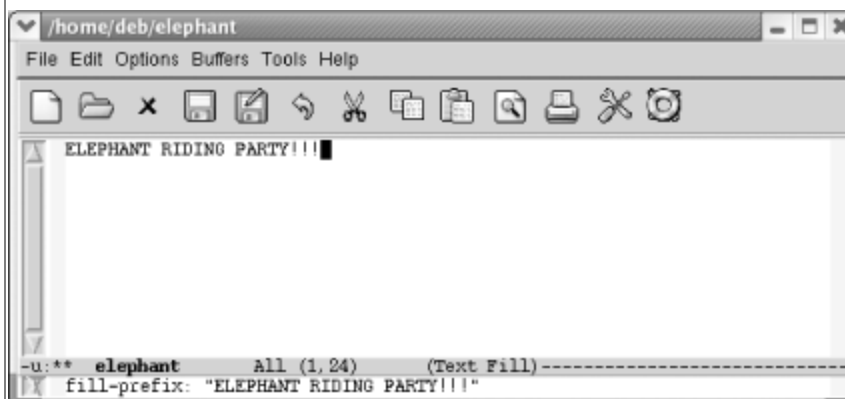 /home/deb/elephant
File Edit Options Buffers Tools Help
ELEPHANT RIDING PARTY!!!
-u:** elephant All (1,24) (Text Fill)----------------------------
fill-prefix: "ELEPHANT RIDING PARTY!!!"